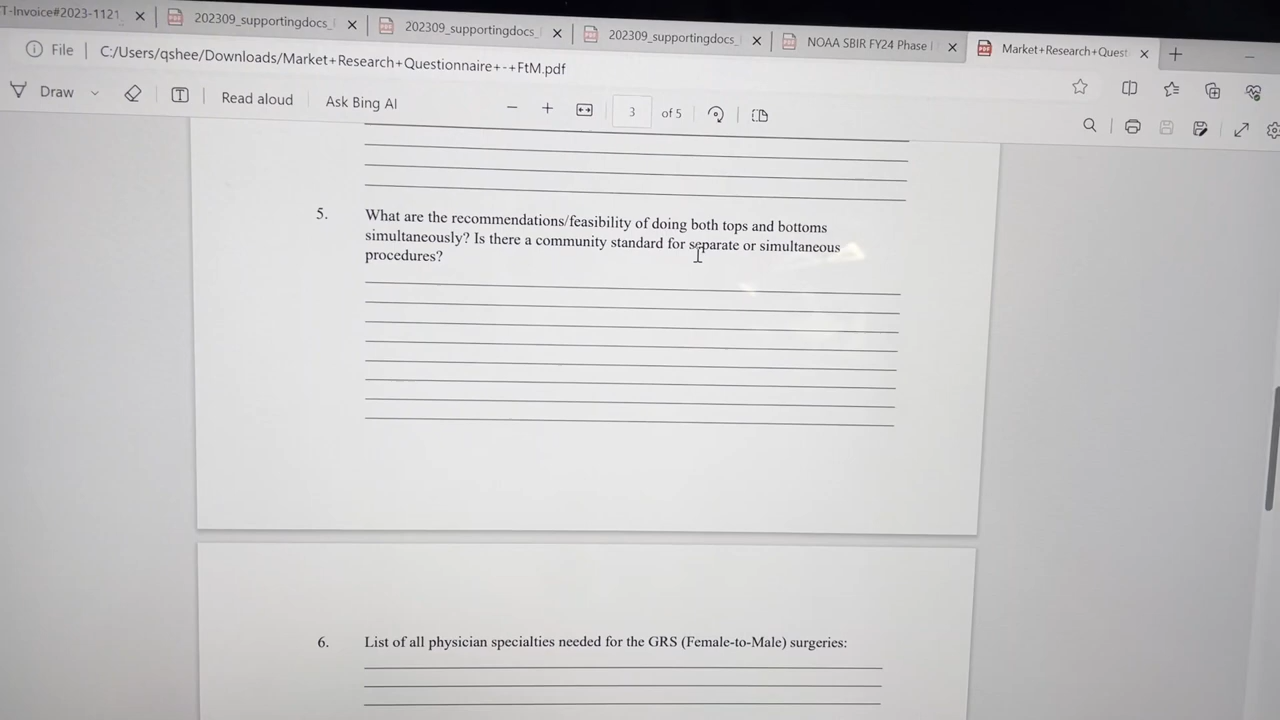 T-Invoice#2023-1121
202309_supportingdocs_
202309_supportingdocs_
202309_supportingdocs_
NOAA SBIR FY24 Phase I
Market+Research+Quest
File
C:/Users/qshee/Downloads/Market+Research+Questionnaire+-+FtM.pdf
Draw
Read aloud
Ask Bing AI
3
of 5
5. What are the recommendations/feasibility of doing both tops and bottoms
simultaneously? Is there a community standard for separate or simultaneous
procedures?
6. List of all physician specialties needed for the GRS (Female-to-Male) surgeries: